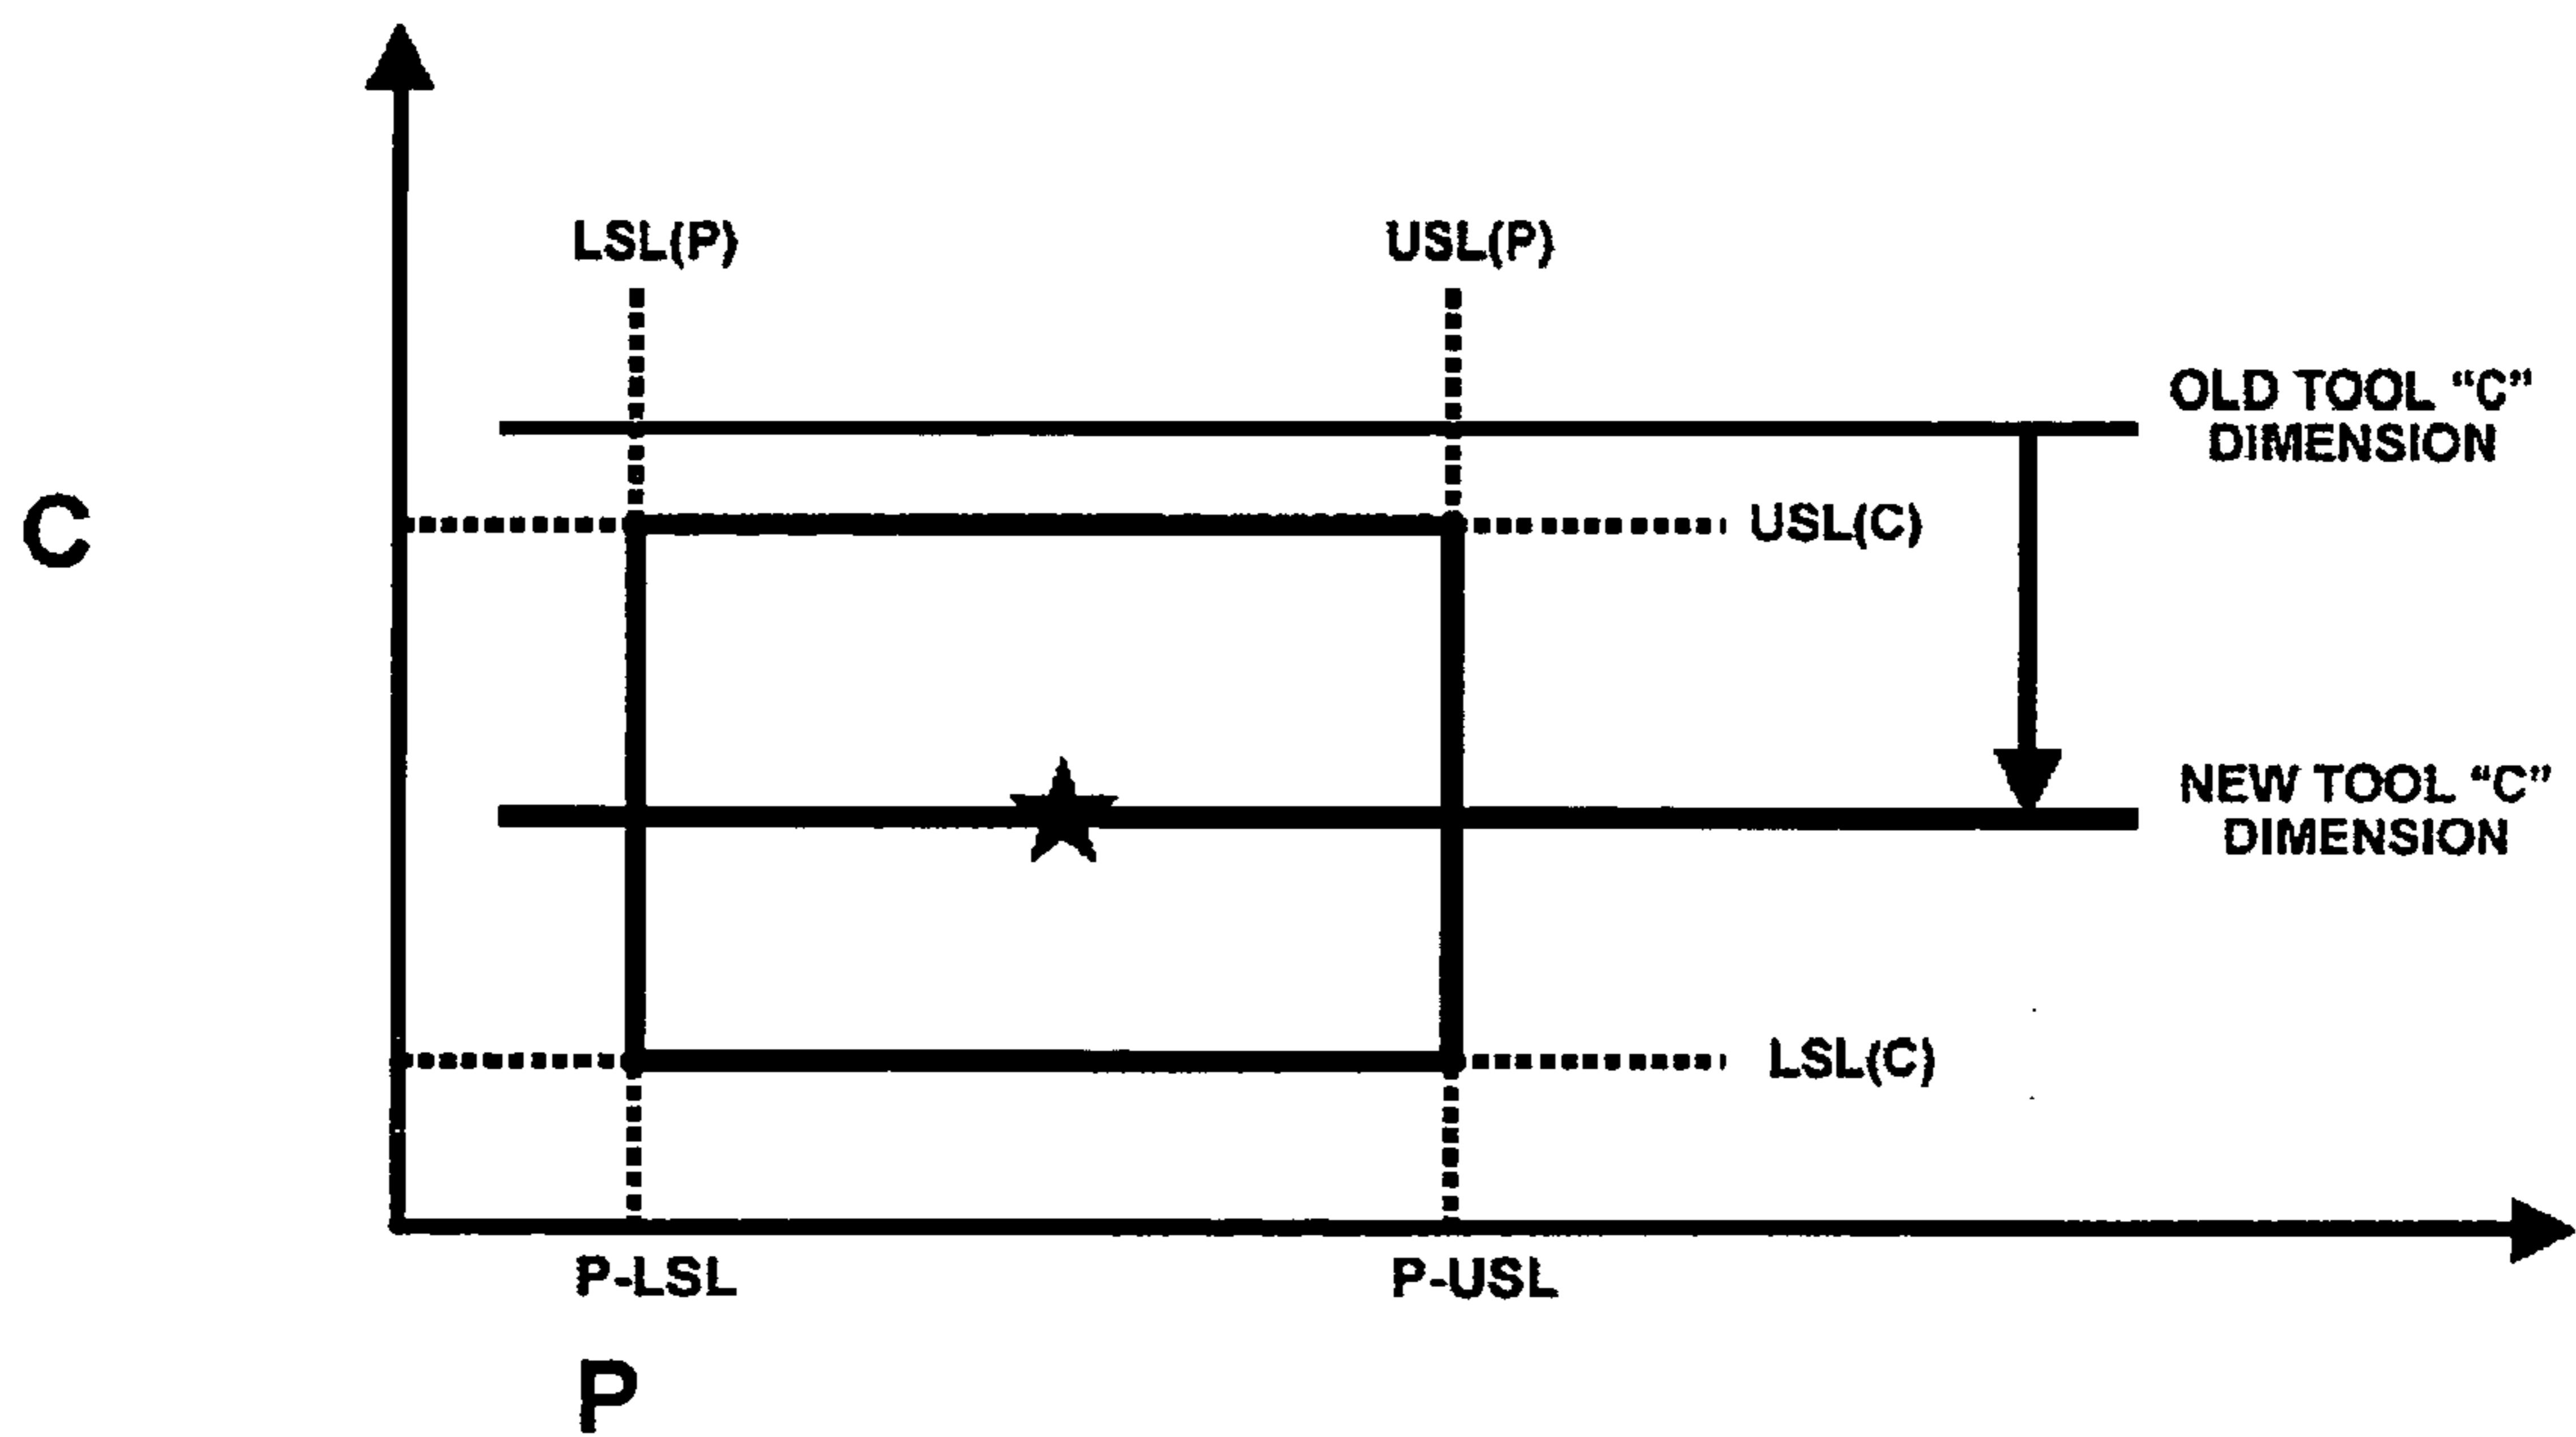 LSL(P) USL(P)
OLD TOOL “C”
DIMENSION
C
USL(C)
NEW TOOL “C”
DIMENSION
LSL(C)
P-LSL P-USL
P